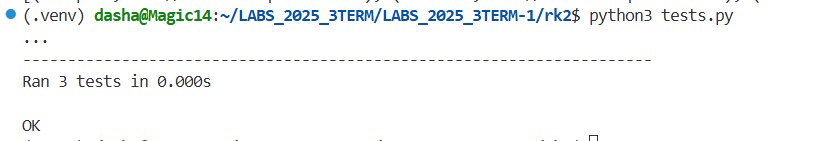 (.venv) dasha@Magic14:~/LABS_2025_3TERM/LABS_2025_3TERM-1/rk2$ python3 tests.py
...
----------------------------------------------------------------------
Ran 3 tests in 0.000s
OK